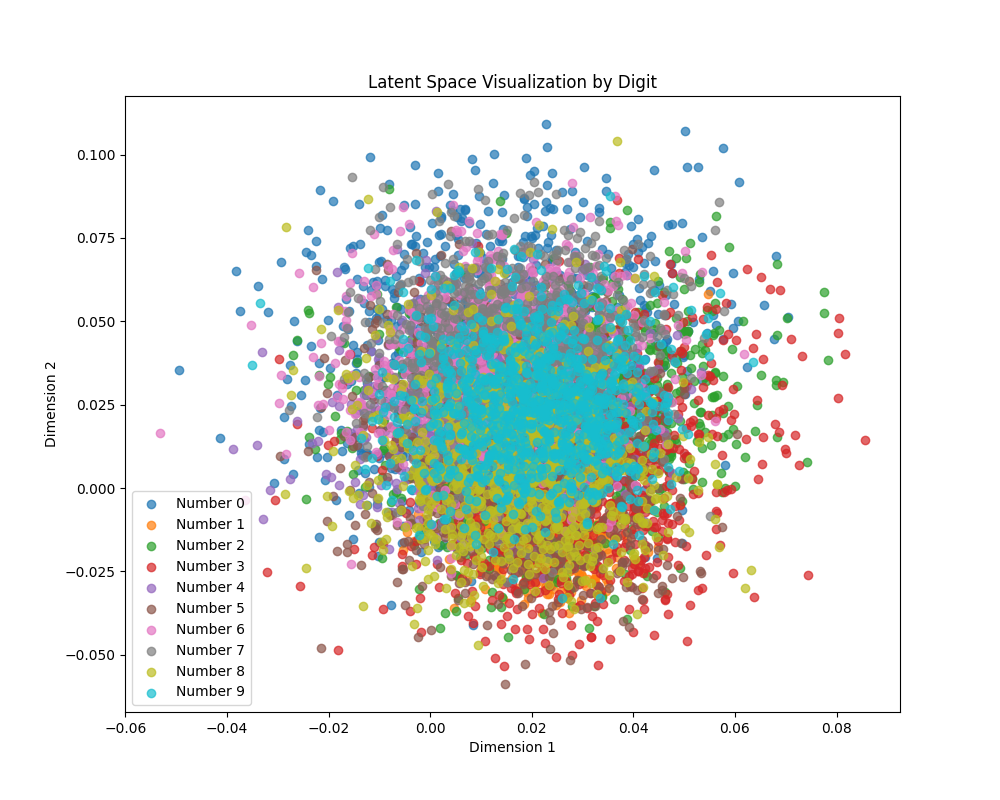 Latent Space Visualization by Digit
Dimension 2
0.100
0.075
0.050
0.025
0.000
−0.025
−0.050
Number 0
Number 1
Number 2
Number 3
Number 4
Number 5
Number 6
Number 7
Number 8
Number 9
−0.06
−0.04
−0.02
0.00
0.02
0.04
0.06
0.08
Dimension 1